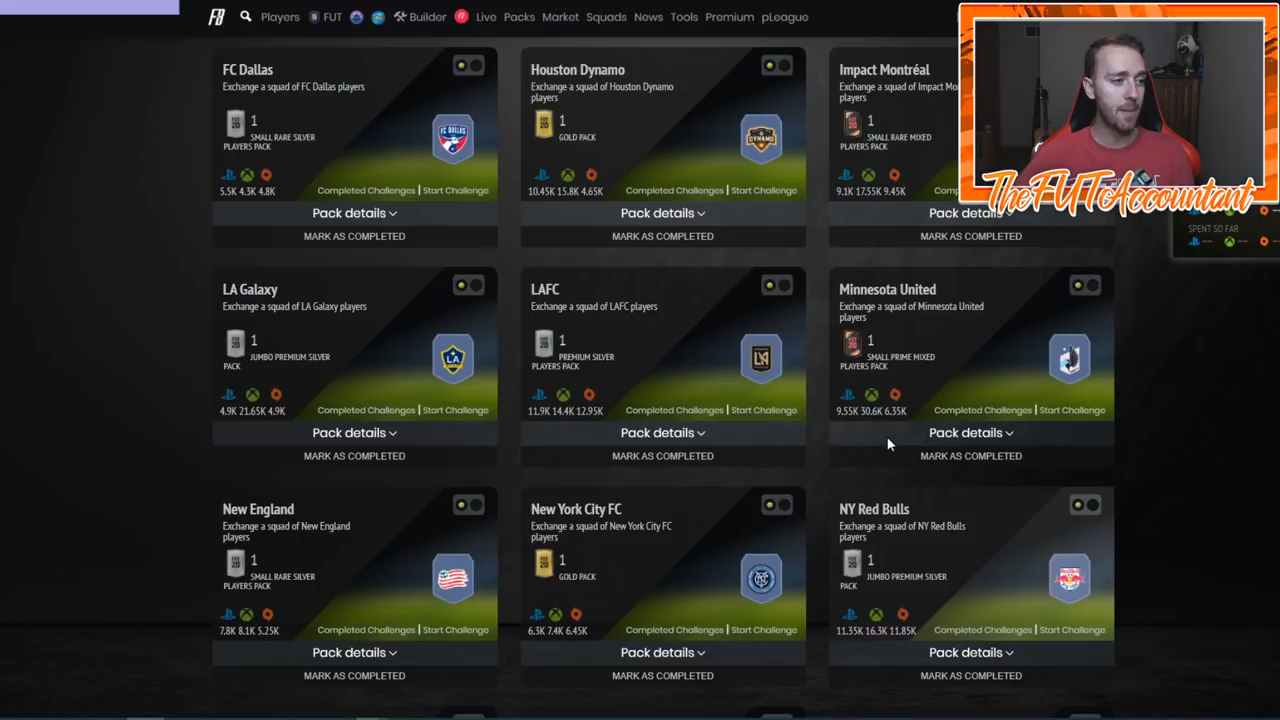 Players FUT Builder Live Packs Market Squads News Tools Premium pLeague
FC Dallas
Exchange a squad of FC Dallas players
1
SMALL RARE SILVER
PLAYERS PACK
5.5K 4.3K 4.8K
Completed Challenges | Start Challenge
Pack details
MARK AS COMPLETED
Houston Dynamo
Exchange a squad of Houston Dynamo
players
1
GOLD PACK
10.45K 15.8K 4.65K
Completed Challenges | Start Challenge
Pack details
MARK AS COMPLETED
Impact Montréal
Exchange a squad of Impact Mon
players
1
SMALL RARE MIXED
PLAYERS PACK
9.1K 17.55K 9.45K
Completed Ch
Pack details
MARK AS COMPLETED
TheFUTAccountant
SPENT SO FAR
LA Galaxy
Exchange a squad of LA Galaxy players
1
JUMBO PREMIUM SILVER
PACK
4.9K 21.65K 4.9K
Completed Challenges | Start Challenge
Pack details
MARK AS COMPLETED
LAFC
Exchange a squad of LAFC players
1
PREMIUM SILVER
PLAYERS PACK
11.9K 14.4K 12.95K
Completed Challenges | Start Challenge
Pack details
MARK AS COMPLETED
Minnesota United
Exchange a squad of Minnesota United
players
1
SMALL PRIME MIXED
PLAYERS PACK
9.55K 30.6K 6.35K
Completed Challenges | Start Challenge
Pack details
MARK AS COMPLETED
New England
Exchange a squad of New England
players
1
SMALL RARE SILVER
PLAYERS PACK
7.8K 8.1K 5.25K
Completed Challenges | Start Challenge
Pack details
MARK AS COMPLETED
New York City FC
Exchange a squad of New York City FC
players
1
GOLD PACK
6.3K 7.4K 6.45K
Completed Challenges | Start Challenge
Pack details
MARK AS COMPLETED
NY Red Bulls
Exchange a squad of NY Red Bulls
players
1
JUMBO PREMIUM SILVER
PACK
11.35K 16.3K 11.85K
Completed Challenges | Start Challenge
Pack details
MARK AS COMPLETED